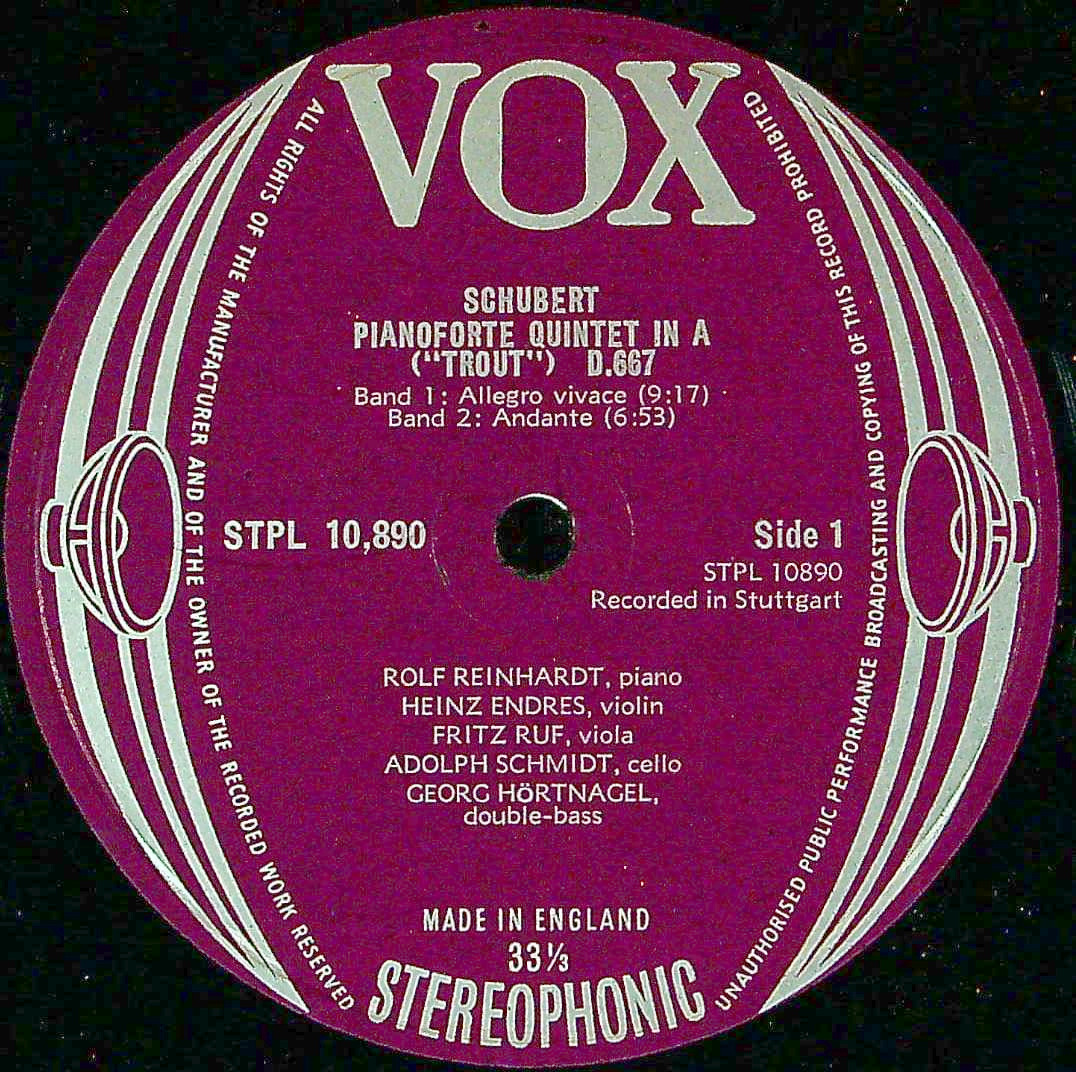 VOX
ALL RIGHTS OF THE MANUFACTURER AND OF THE OWNER OF THE RECORDED WORK RESERVED
UNAUTHORISED PUBLIC PERFORMANCE BROADCASTING AND COPYING OF THIS RECORD PROHIBITED
SCHUBERT
PIANOFORTE QUINTET IN A
("TROUT") D.667
Band 1: Allegro vivace (9:17)
Band 2: Andante (6:53)
STPL 10,890
Side 1
STPL 10890
Recorded in Stuttgart
ROLF REINHARDT, piano
HEINZ ENDRES, violin
FRITZ RUF, viola
ADOLPH SCHMIDT, cello
GEORG HÖRTNAGEL,
double-bass
MADE IN ENGLAND
33⅓
STEREOPHONIC